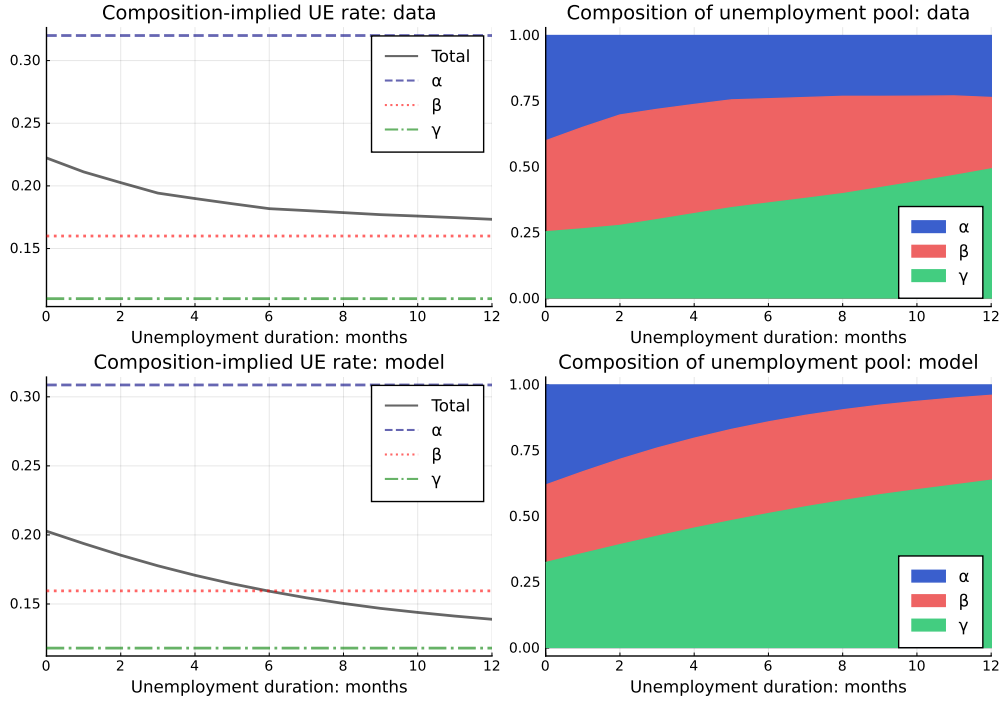 Composition-implied UE rate: data
0.30
0.25
0.20
0.15
0
2
4
6
8
10
12
Unemployment duration: months
Total
α
β
γ
Composition of unemployment pool: data
1.00
0.75
0.50
0.25
0.00
0
2
4
6
8
10
12
Unemployment duration: months
α
β
γ
Composition-implied UE rate: model
0.30
0.25
0.20
0.15
0
2
4
6
8
10
12
Unemployment duration: months
Total
α
β
γ
Composition of unemployment pool: model
1.00
0.75
0.50
0.25
0.00
0
2
4
6
8
10
12
Unemployment duration: months
α
β
γ